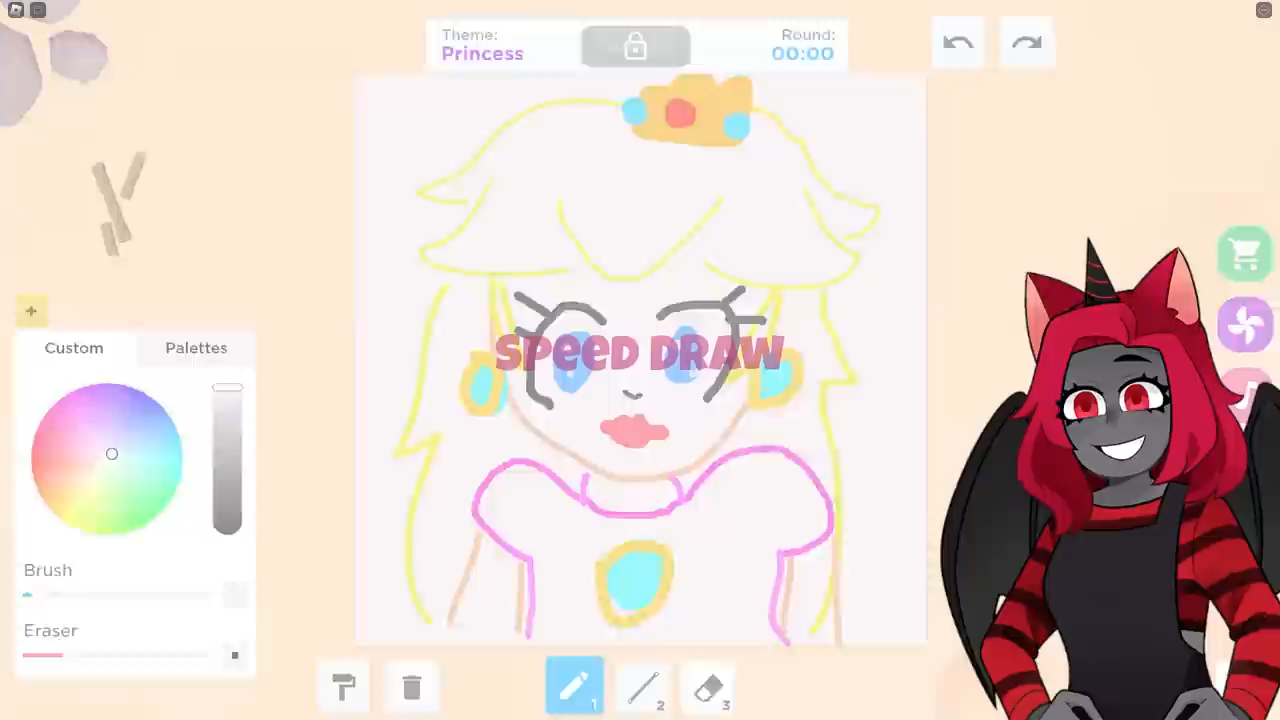 Theme:
Princess
Round:
00:00
SPEED DRAW
Custom
Palettes
Brush
Eraser
1
2
3